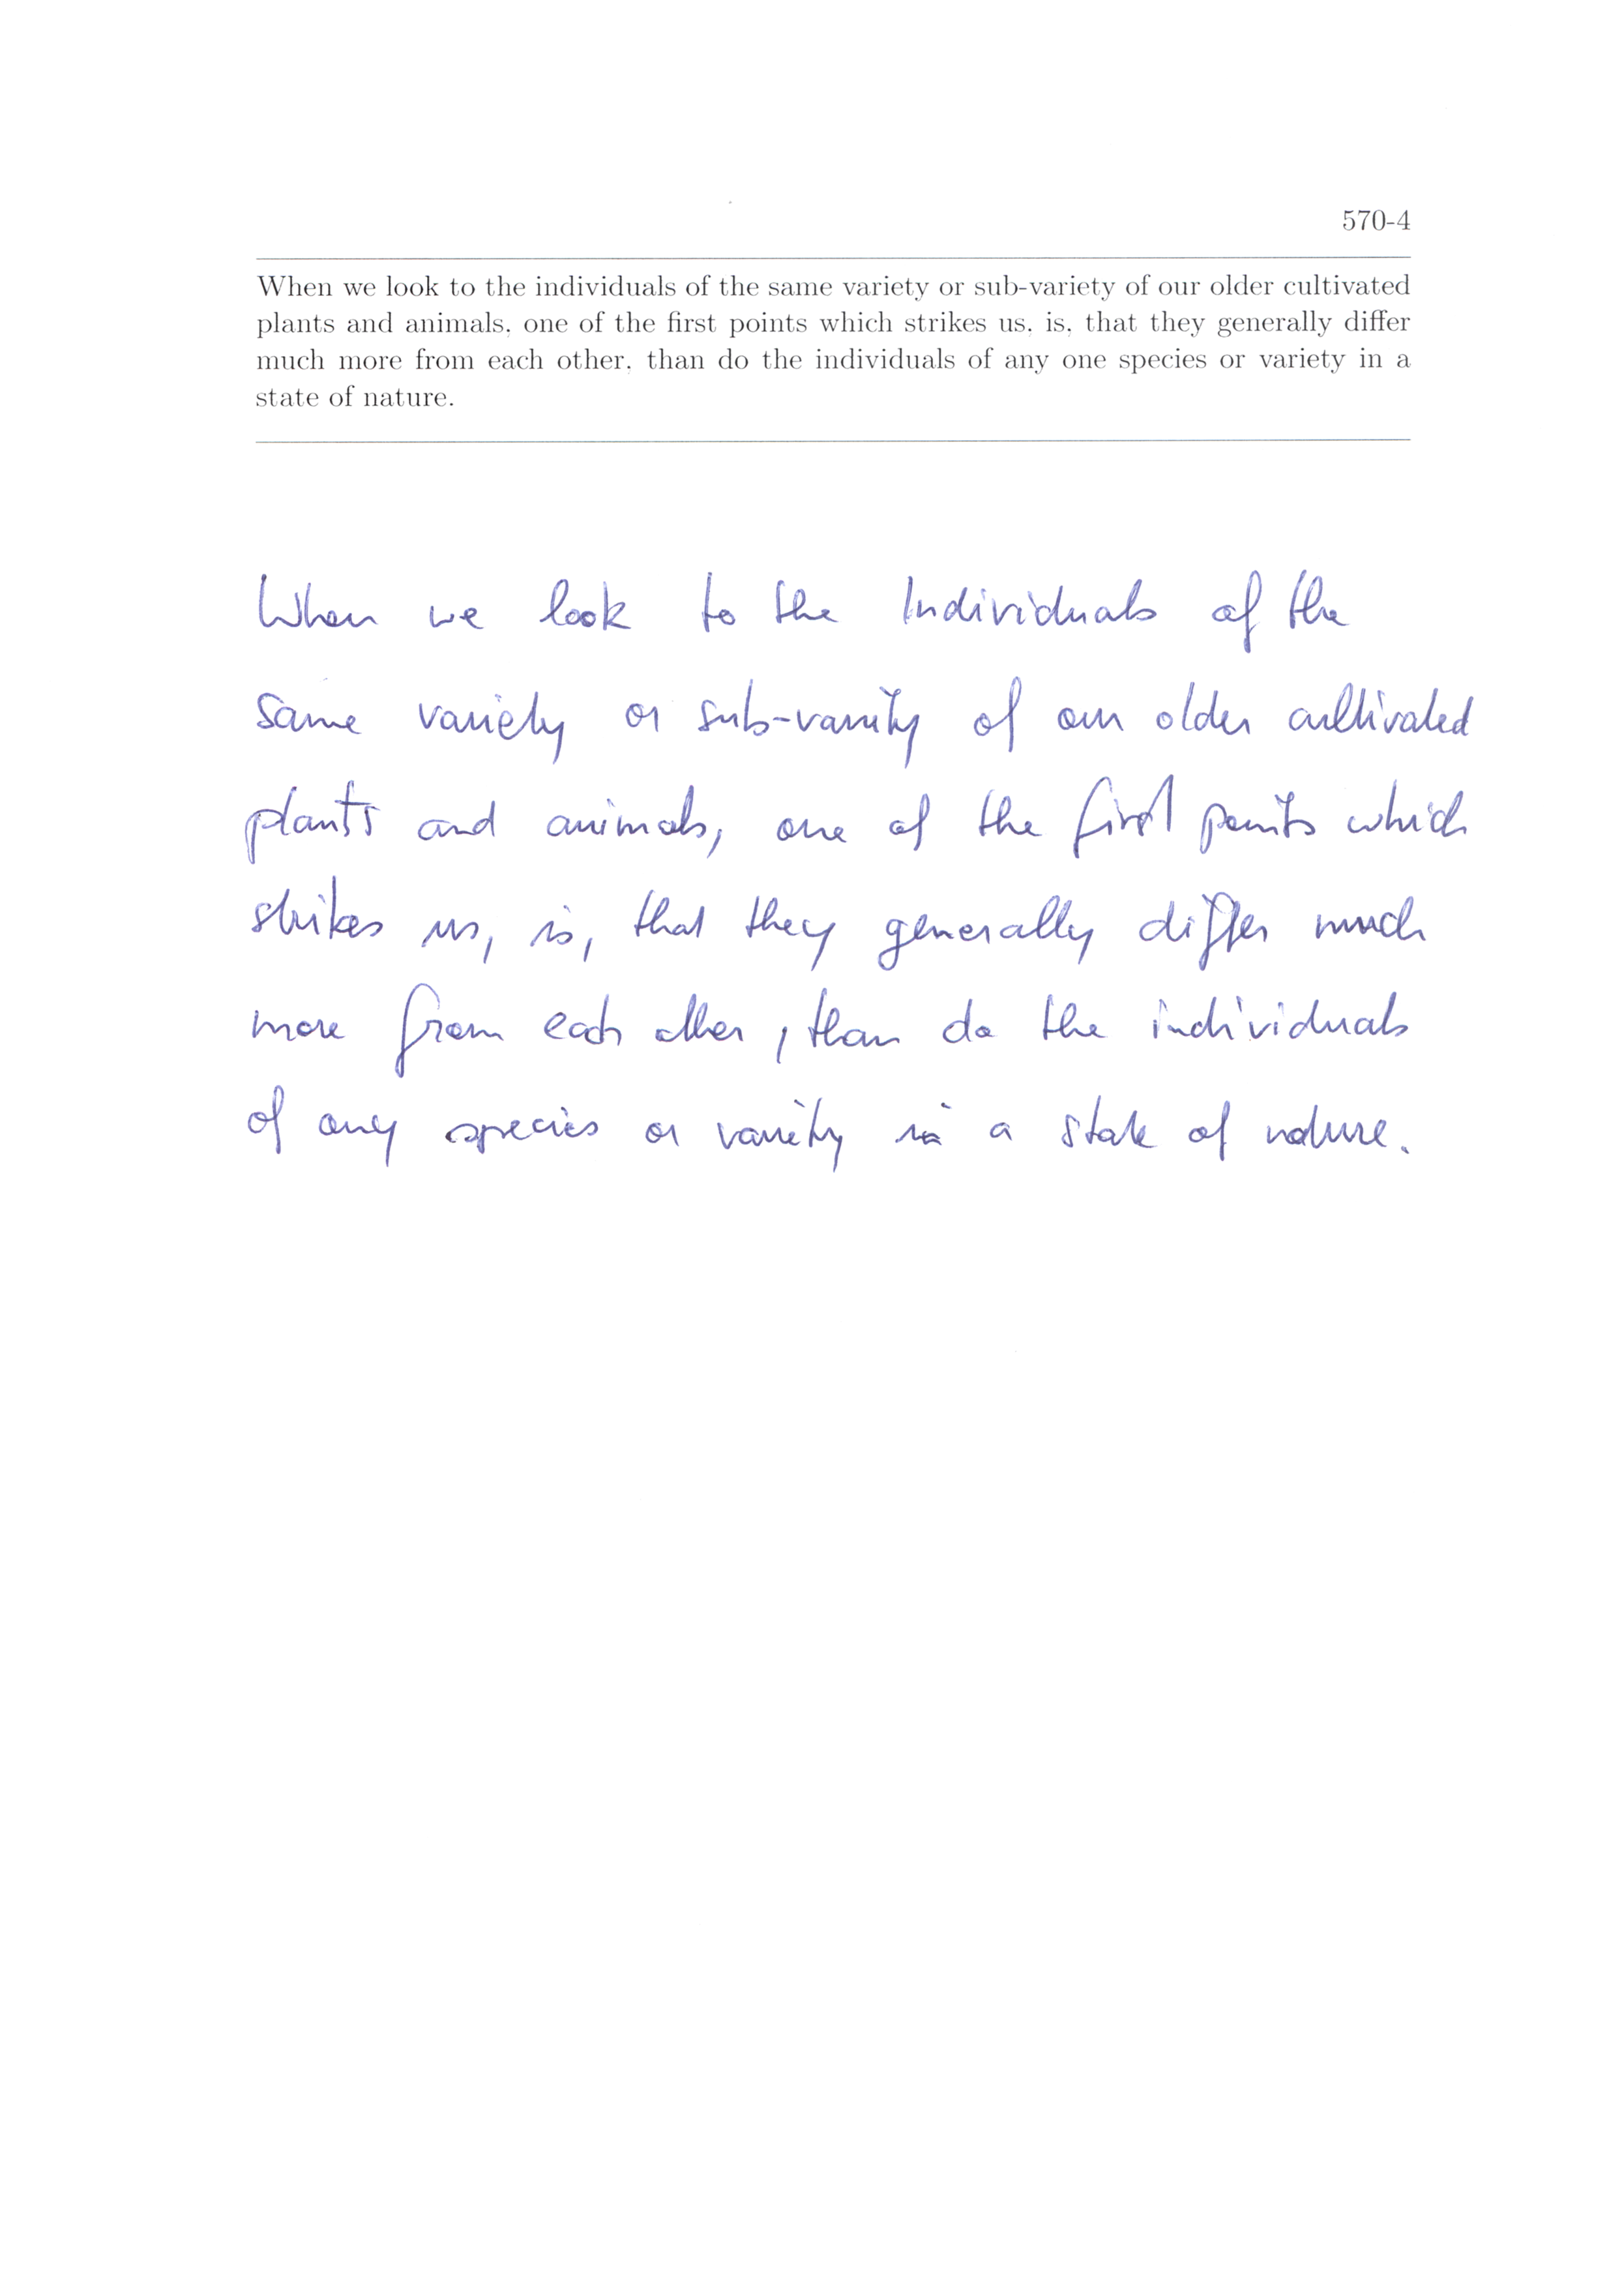 570-4
When we look to the individuals of the same variety or sub-variety of our older cultivated
plants and animals, one of the first points which strikes us, is, that they generally differ
much more from each other, than do the individuals of any one species or variety in a
state of nature.
When we look to the Individuals of the
same variety or sub-variety of our older cultivated
plants and animals, one of the first points which
strikes us, is, that they generally differ much
more from each other, than do the individuals
of any species or variety in a state of nature.